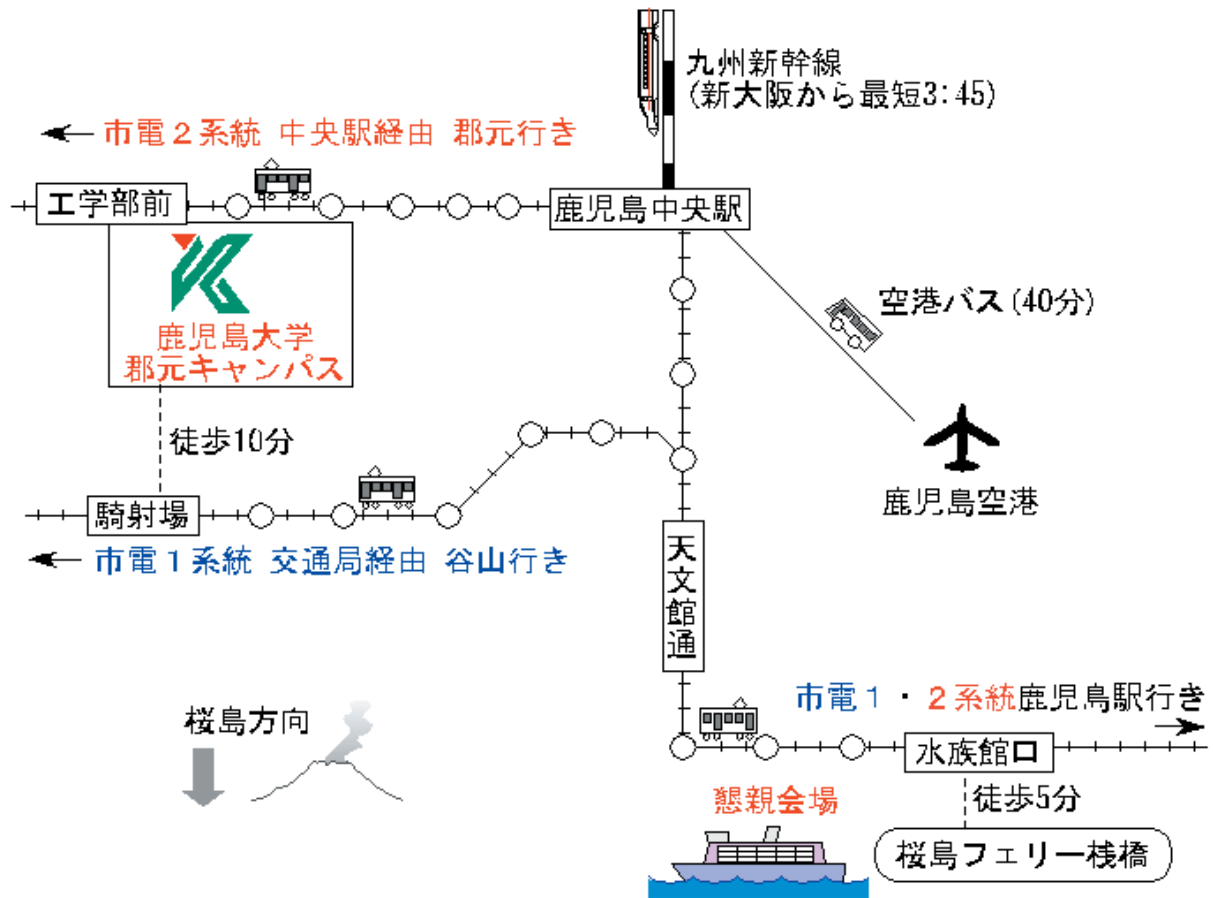 九州新幹線
(新大阪から最短3:45)
← 市電２系統 中央駅経由 郡元行き
工学部前
鹿児島中央駅
空港バス(40分)
鹿児島大学
郡元キャンパス
徒歩10分
鹿児島空港
騎射場
← 市電１系統 交通局経由 谷山行き
天文館通
市電１・２系統鹿児島駅行き
→
桜島方向
水族館口
徒歩5分
懇親会場
桜島フェリー桟橋